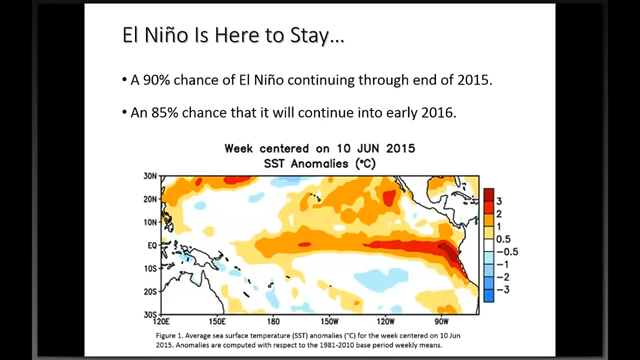 El Niño Is Here to Stay…
• A 90% chance of El Niño continuing through end of 2015.
• An 85% chance that it will continue into early 2016.
Week centered on 10 JUN 2015
SST Anomalies (°C)
30N
20N
10N
EQ
10S
20S
30S
120E
150E
180
150W
120W
90W
3
2
1
0.5
-0.5
-1
-2
-3
Figure 1. Average sea surface temperature (SST) anomalies (°C) for the week centered on 10 Jun
2015. Anomalies are computed with respect to the 1981-2010 base period weekly means.